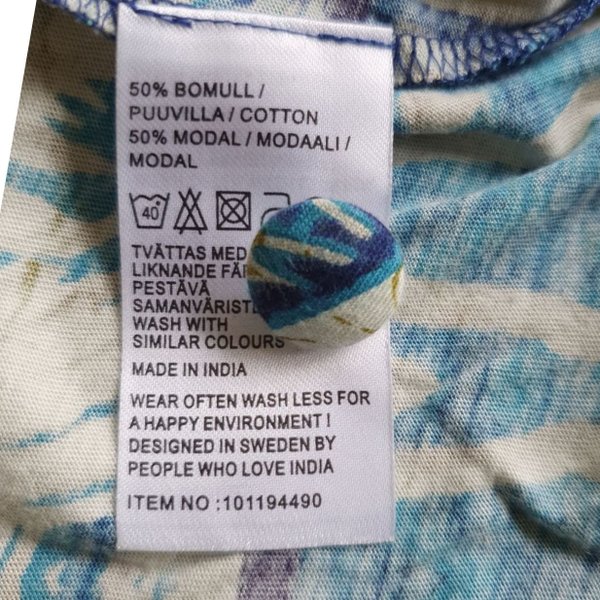 50% BOMULL /
PUUVILLA / COTTON
50% MODAL / MODAALI /
MODAL
40
TVÄTTAS MED
LIKNANDE
PESTÄVÄ
WASH WITH
SIMILAR COLOURS
MADE IN INDIA
WEAR OFTEN WASH LESS FOR
A HAPPY ENVIRONMENT !
DESIGNED IN SWEDEN BY
PEOPLE WHO LOVE INDIA
ITEM NO :101194490